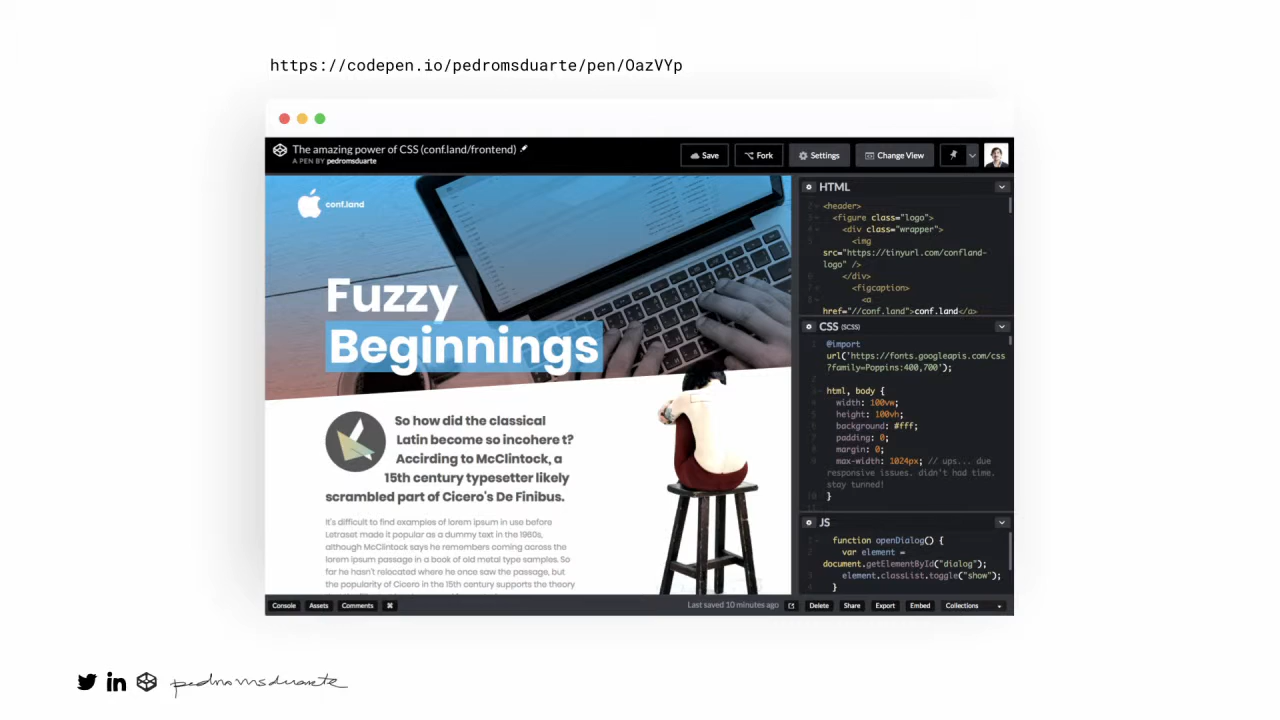 https://codepen.io/pedromsduarte/pen/OazVYp
The amazing power of CSS (conf.land/frontend)
A PEN BY pedromsduarte
Save
Fork
Settings
Change View
conf.land
Fuzzy
Beginnings
So how did the classical
Latin become so incohere t?
Accirding to McClintock, a
15th century typesetter likely
scrambled part of Cicero's De Finibus.
It's difficult to find examples of lorem ipsum in use before
Letraset made it popular as a dummy text in the 1960s,
although McClintock says he remembers coming across the
lorem ipsum passage in a book of old metal type samples. So
far he hasn't relocated where he once saw the passage, but
the popularity of Cicero in the 15th century supports the theory
HTML
<header>
<figure class="logo">
<div class="wrapper">
<img
src="https://tinyurl.com/confland-
logo" />
</div>
<figcaption>
<a
href="//conf.land">conf.land</a>
CSS (SCSS)
@import
url('https://fonts.googleapis.com/css
?family=Poppins:400,700');
html, body {
width: 100vw;
height: 100vh;
background: #fff;
padding: 0;
margin: 0;
max-width: 1024px; // ups... due
responsive issues. didn't had time.
stay tunned!
}
JS
function openDialog() {
var element =
document.getElementById("dialog");
element.classList.toggle("show");
}
Console
Assets
Comments
⌘
Last saved 10 minutes ago
Delete
Share
Export
Embed
Collections
pedromsduarte